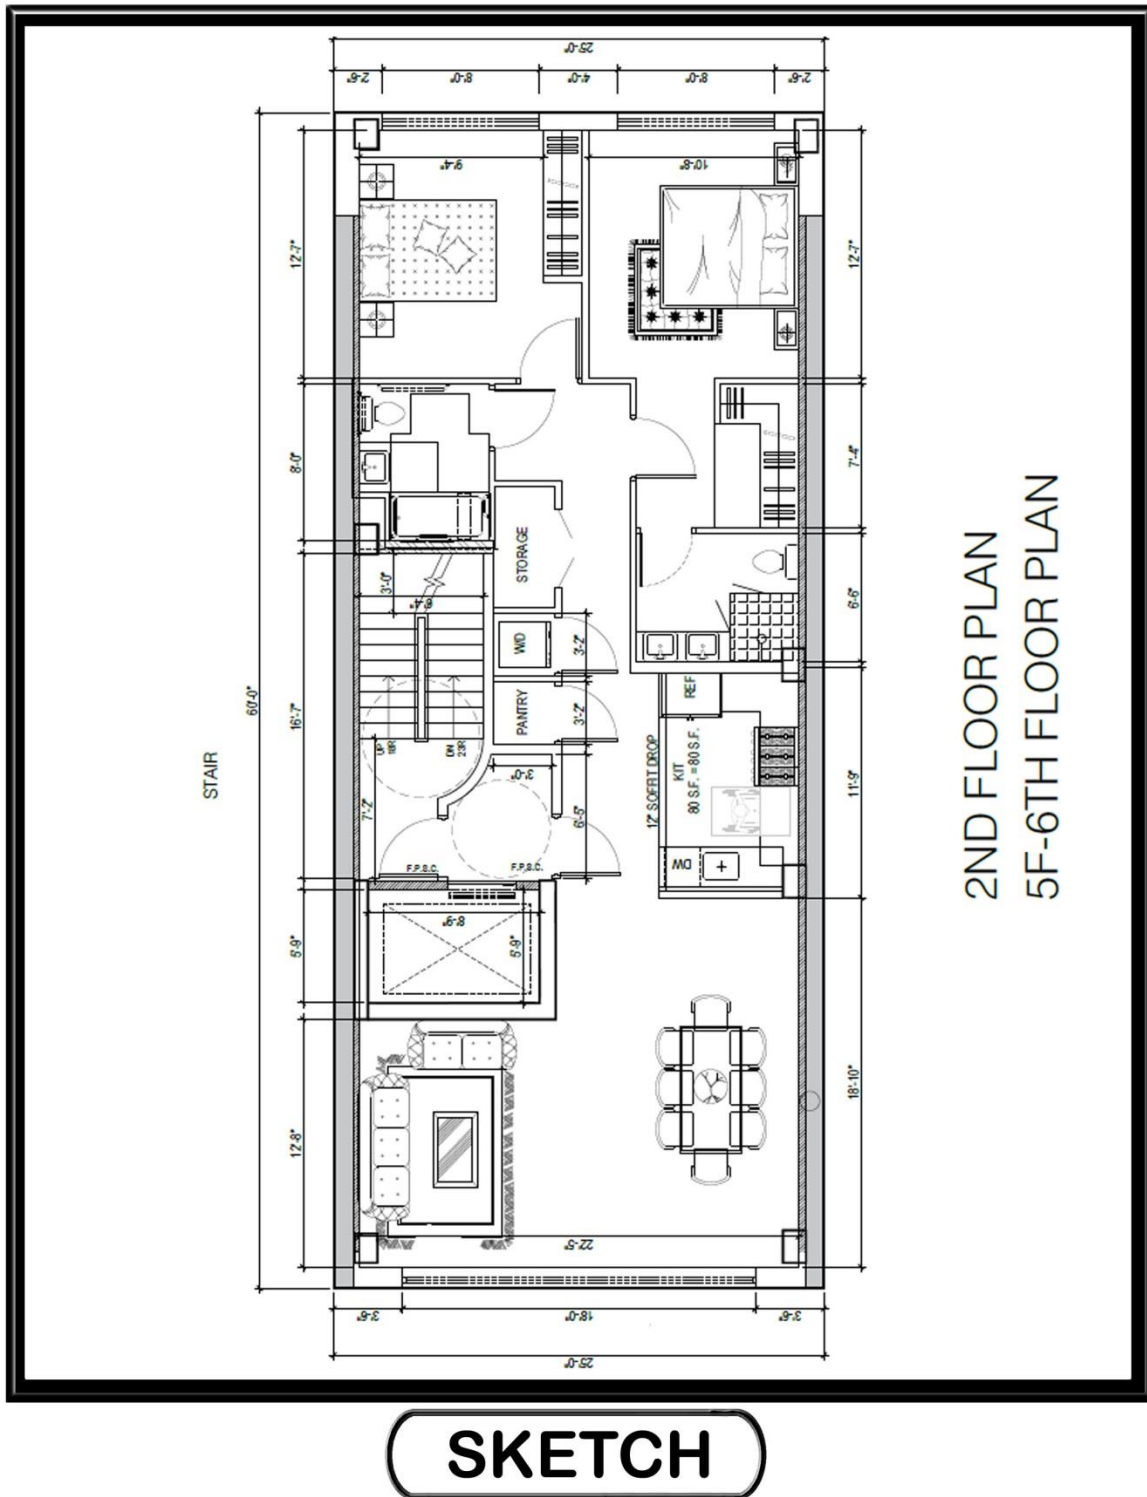 25'-0"
2'-6"
8'-0"
4'-0"
8'-0"
2'-6"
9'-4"
10'-8"
12'-7"
12'-7"
8'-0"
7'-4"
STORAGE
3'-0"
6'-4"
6'-6"
W/D
3'-2"
60'-0"
16'-7"
PANTRY
3'-2"
REF
STAIR
UP
18R
DN
23R
3'-0"
12" SOFFIT DROP
KIT
80 S.F. = 80 S.F.
11'-9"
7'-2"
6'-5"
F.P.S.C.
F.P.S.C.
DW
8'-9"
5'-9"
18'-10"
12'-8"
22'-5"
3'-6"
18'-0"
3'-6"
25'-0"
2ND FLOOR PLAN
5F-6TH FLOOR PLAN
SKETCH